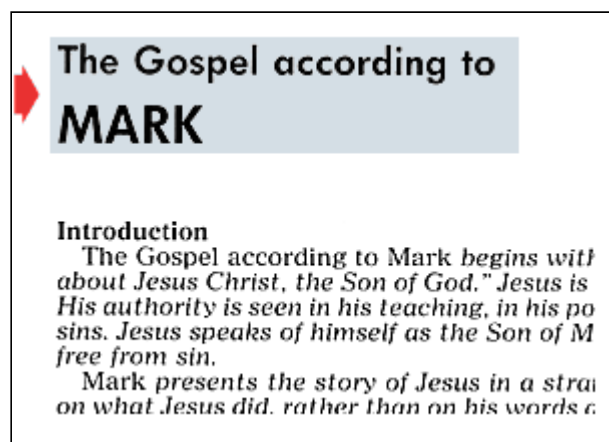 The Gospel according to
MARK
Introduction
The Gospel according to Mark begins with
about Jesus Christ, the Son of God." Jesus is
His authority is seen in his teaching, in his po
sins. Jesus speaks of himself as the Son of M
free from sin.
Mark presents the story of Jesus in a strai
on what Jesus did, rather than on his words a